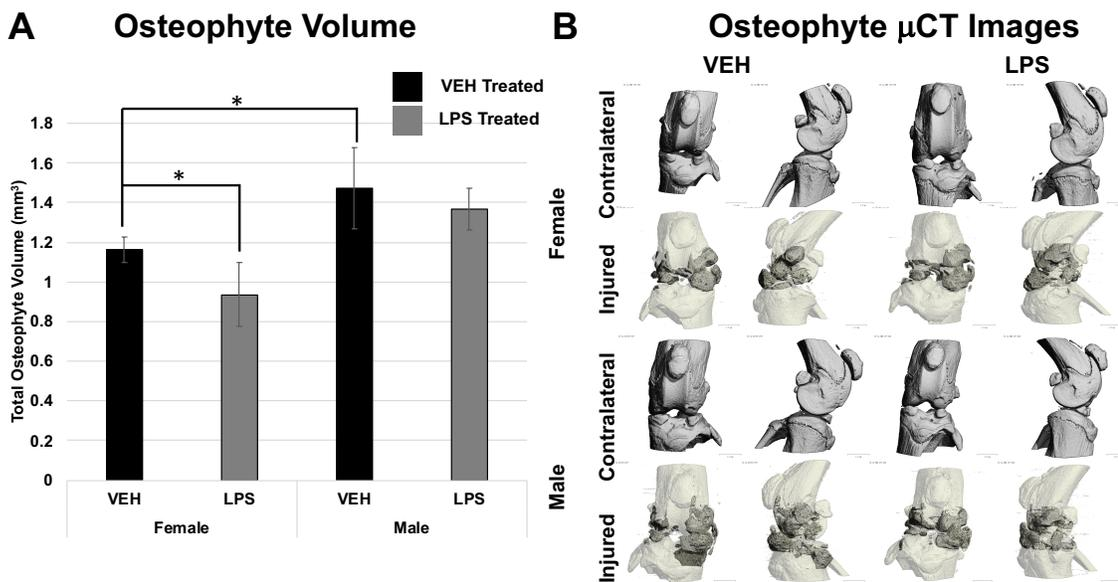 A
Osteophyte Volume
VEH Treated
LPS Treated
*
*
Total Osteophyte Volume (mm³)
1.8
1.6
1.4
1.2
1
0.8
0.6
0.4
0.2
0
VEH
LPS
VEH
LPS
Female
Male
B
Osteophyte μCT Images
VEH
LPS
Female
Contralateral
Injured
Male
Contralateral
Injured